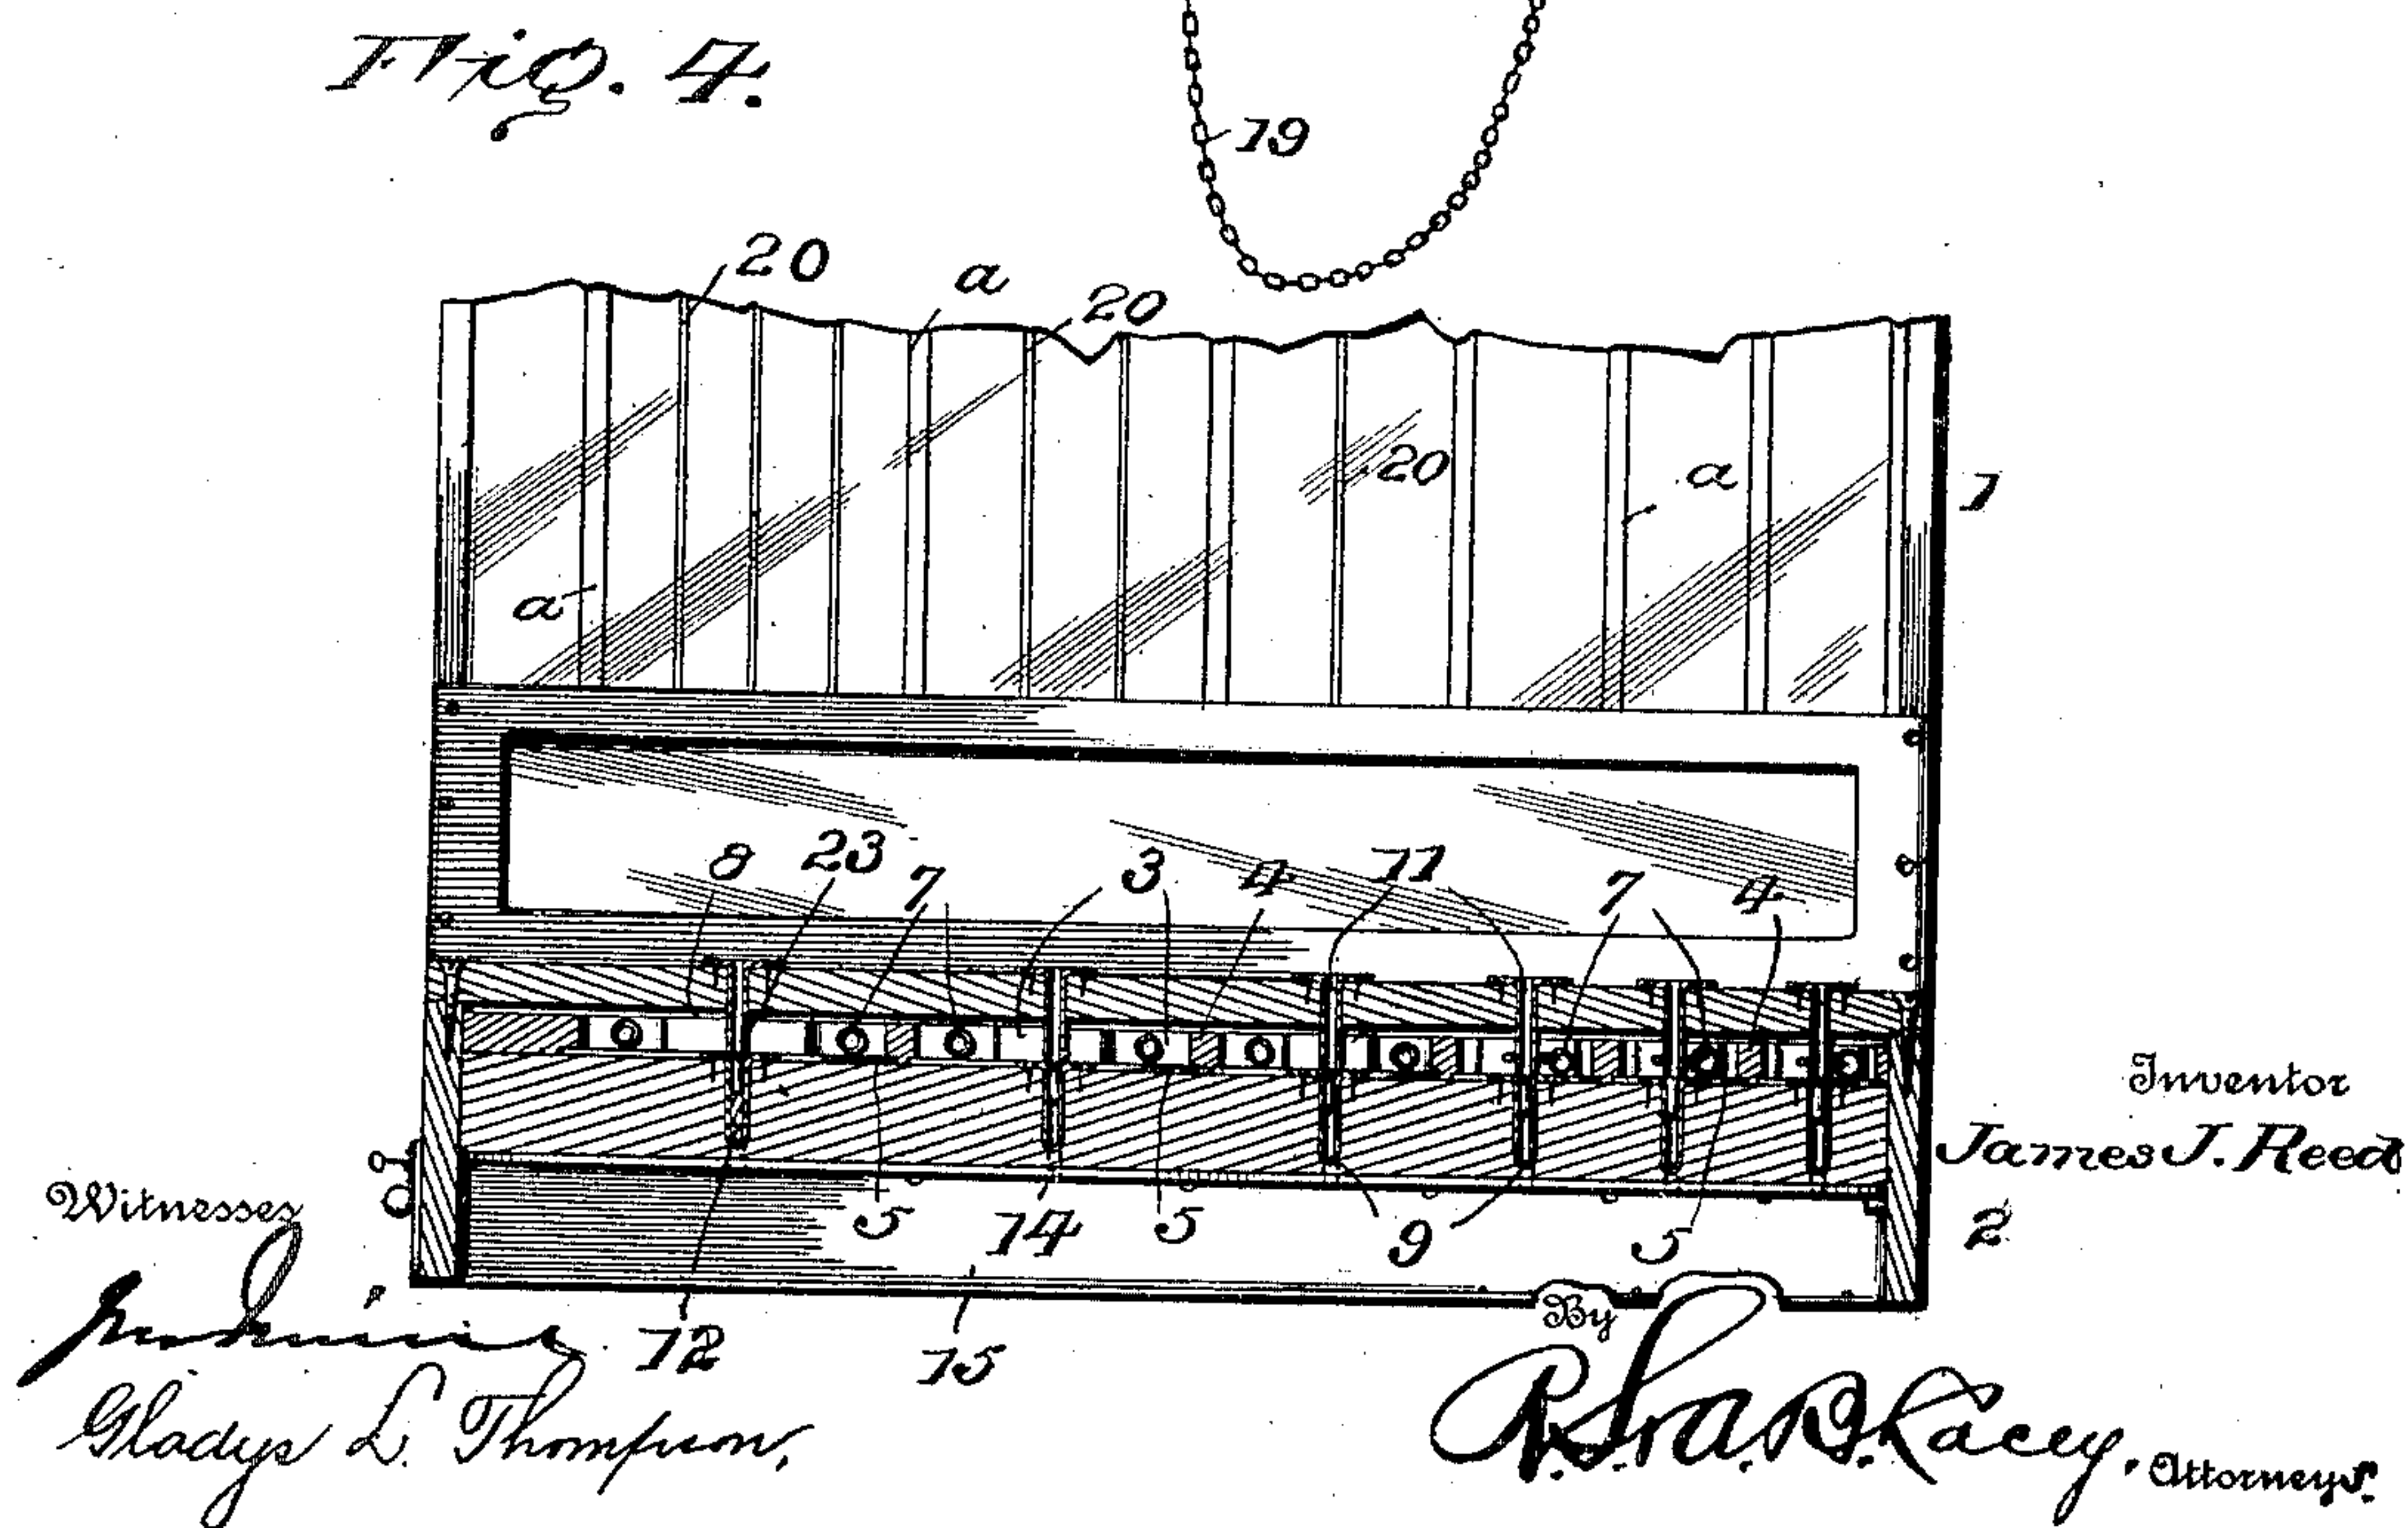 Fig. 4.
19
20 a 20
20 a 1
a
8 23 7 3 4 11 7 4
Inventor
James J. Reed
Witnesses
5 14 5 9 5 2
12 15
By
Gladys L. Thompson,
R. S. & A. B. Lacey, Attorneys.